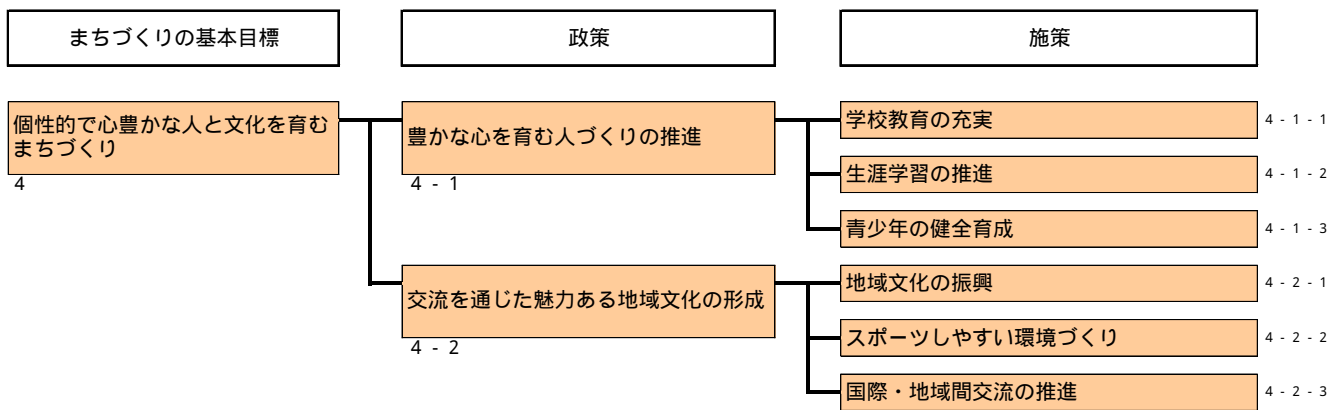 まちづくりの基本目標
政策
施策
個性的で心豊かな人と文化を育む
まちづくり
4
豊かな心を育む人づくりの推進
4 - 1
学校教育の充実
4 - 1 - 1
生涯学習の推進
4 - 1 - 2
青少年の健全育成
4 - 1 - 3
交流を通じた魅力ある地域文化の形成
4 - 2
地域文化の振興
4 - 2 - 1
スポーツしやすい環境づくり
4 - 2 - 2
国際・地域間交流の推進
4 - 2 - 3